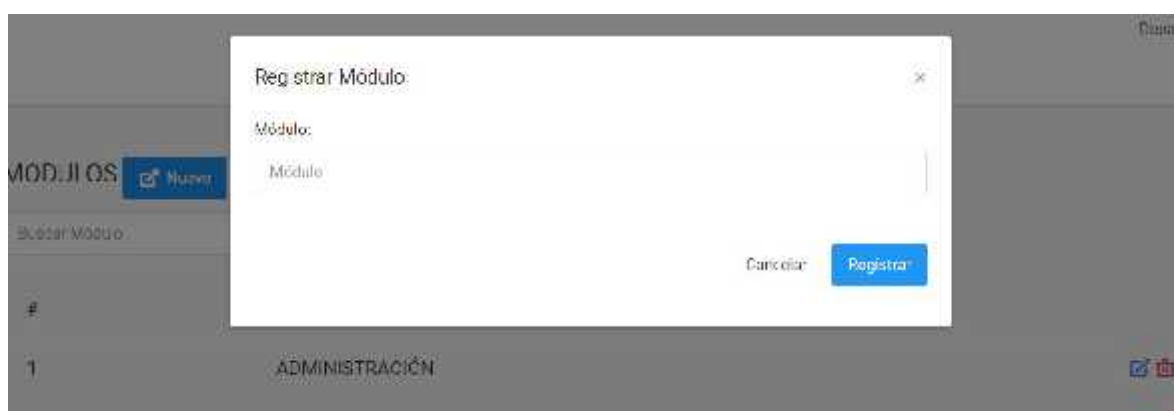 Registrar Módulo
Módulo:
Módulo
Cancelar
Registrar
MODULOS
Nuevo
Buscar Módulo
#
1 ADMINISTRACIÓN